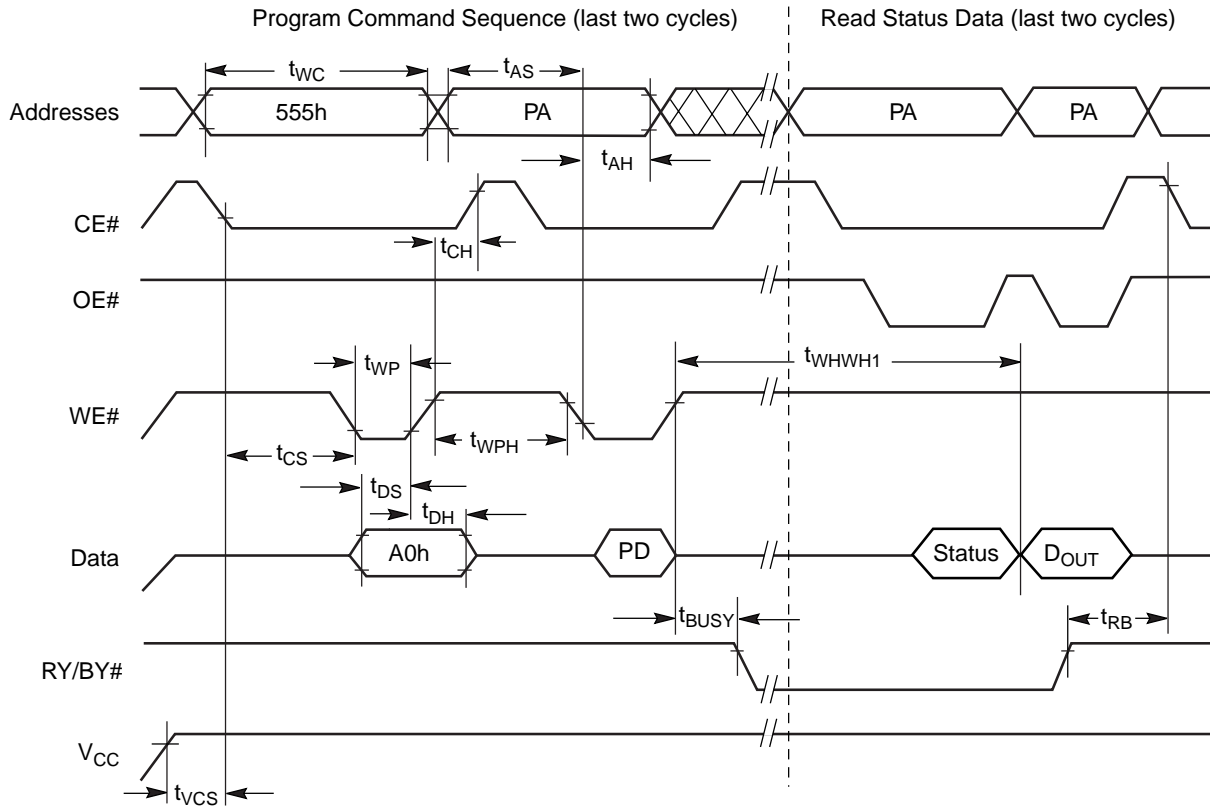 Program Command Sequence (last two cycles) Read Status Data (last two cycles)
tWC tAS
Addresses 555h PA PA PA
tAH
CE#
tCH
OE#
tWP tWHWH1
WE#
tCS tWPH
tDS
tDH
Data A0h PD Status DOUT
tBUSY tRB
RY/BY#
VCC
tVCS